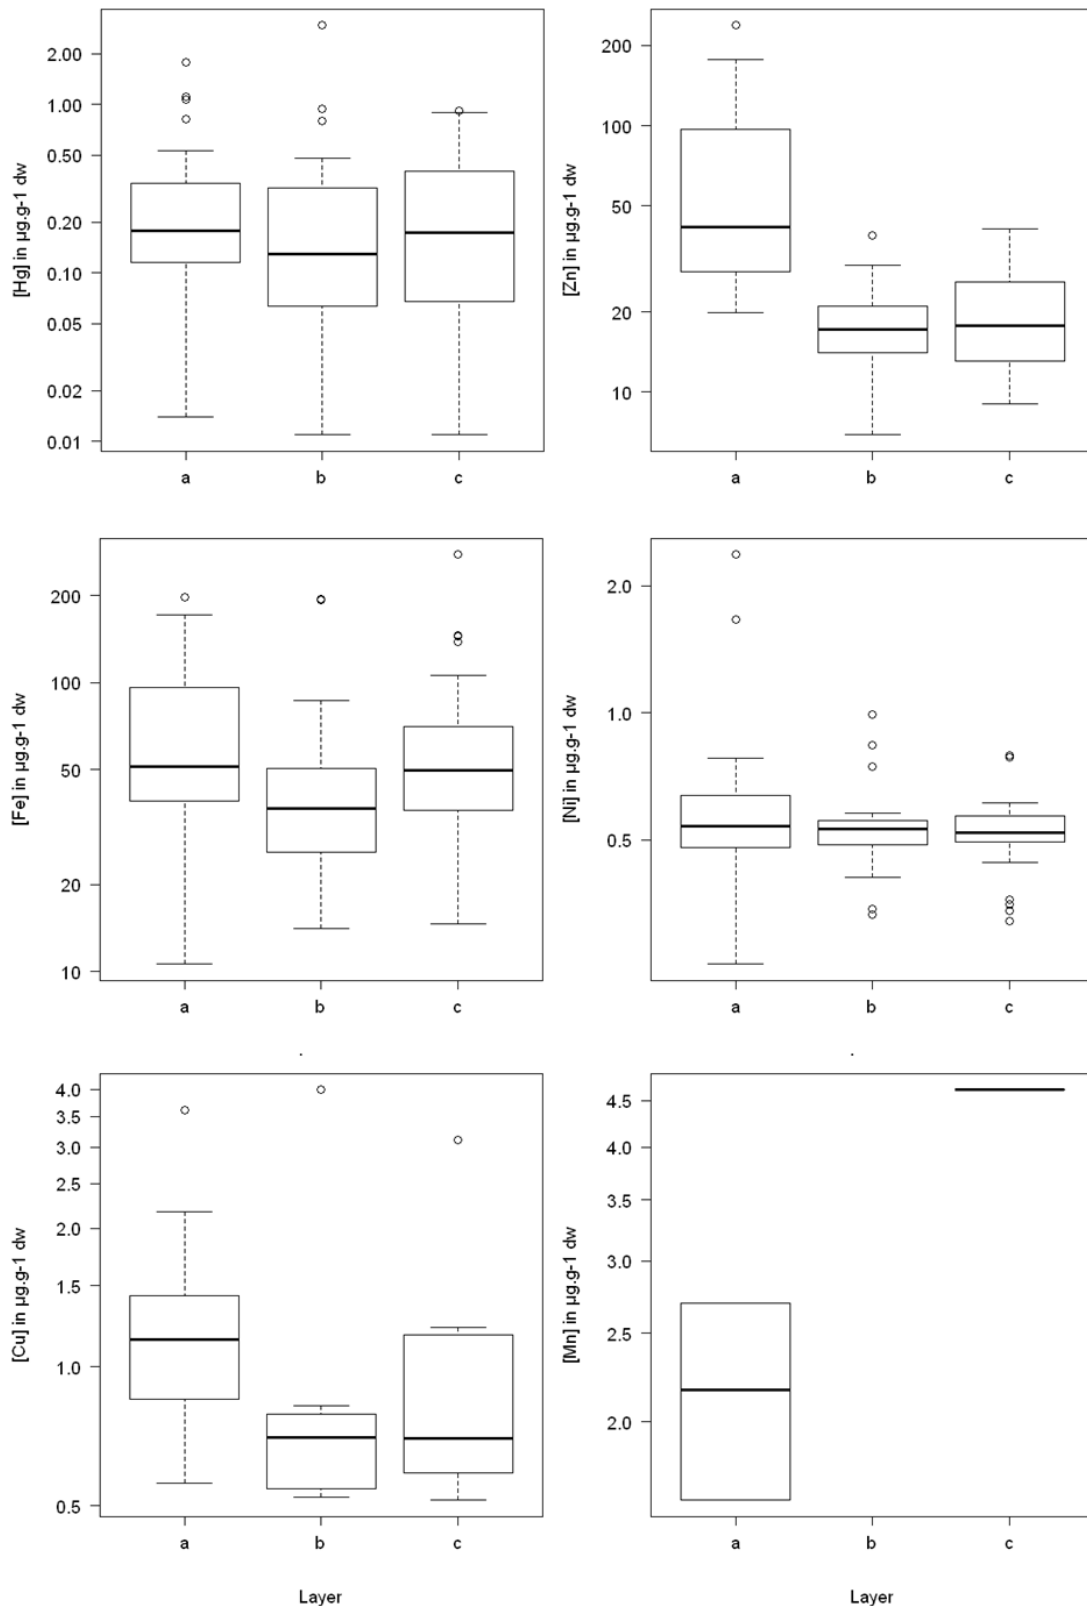 [Hg] in µg.g-1 dw
2.00
1.00
0.50
0.20
0.10
0.05
0.02
0.01
a b c
[Zn] in µg.g-1 dw
200
100
50
20
10
a b c
[Fe] in µg.g-1 dw
200
100
50
20
10
a b c
[Ni] in µg.g-1 dw
2.0
1.0
0.5
a b c
[Cu] in µg.g-1 dw
4.0
3.5
3.0
2.5
2.0
1.5
1.0
0.5
a b c
Layer
[Mn] in µg.g-1 dw
4.5
4.0
3.5
3.0
2.5
2.0
a b c
Layer